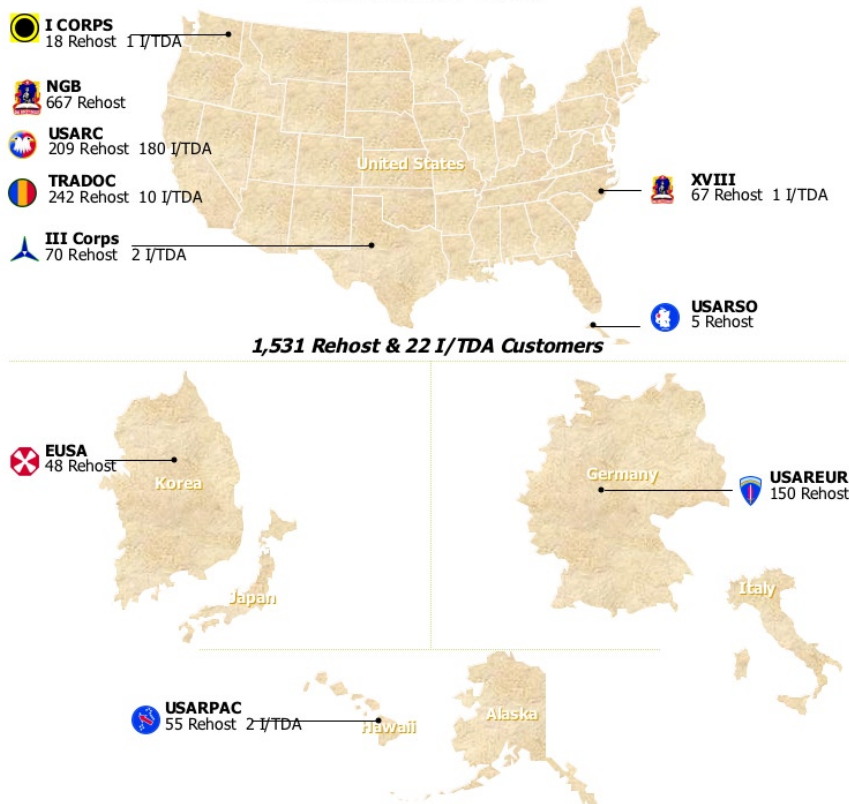 I CORPS
18 Rehost 1 I/TDA
NGB
667 Rehost
USARC
209 Rehost 180 I/TDA
TRADOC
242 Rehost 10 I/TDA
III Corps
70 Rehost 2 I/TDA
United States
XVIII
67 Rehost 1 I/TDA
USARSO
5 Rehost
1,531 Rehost & 22 I/TDA Customers
EUSA
48 Rehost
Korea
Japan
Germany
USAREUR
150 Rehost
Italy
USARPAC
55 Rehost 2 I/TDA
Hawaii
Alaska